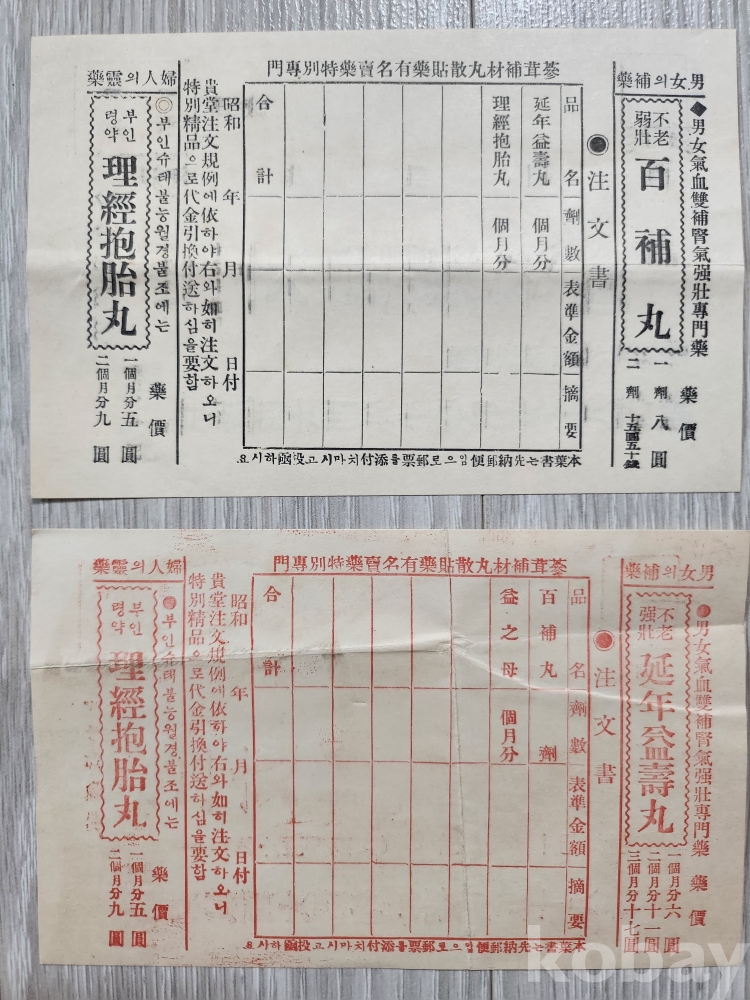 男女의補藥
◆男女氣血雙補腎氣强壯專門藥
不老
弱壯
百補丸
藥價
一劑 八圓
二劑 十五圓五十錢
蔘茸補材丸散貼藥有名賣藥特別專門
●注文書
品名 劑數 表準金額 摘要
延年益壽丸 個月分
理經抱胎丸 個月分
合計
本葉書는先納郵便임으로郵票를添付치마시고投函하시요.
昭和 年 月 日付
貴堂注文規例에依하야右와如히注文하오니
特別精品으로代金引換付送하심을要함
婦人의靈藥
◎부인슈태불능월경불조에는
부인
령약
理經抱胎丸
藥價
一個月分五圓
二個月分九圓
男女의補藥
●男女氣血雙補腎氣强壯專門藥
不老
强壯
延年益壽丸
藥價
一個月分六圓
二個月分十一圓
三個月分十七圓
蔘茸補材丸散貼藥有名賣藥特別專門
●注文書
品名 劑數 表準金額 摘要
百補丸 劑
益之母 個月分
合計
本葉書는先納郵便임으로郵票를添付치마시고投函하시요.
昭和 年 月 日付
貴堂注文規例에依하야右와如히注文하오니
特別精品으로代金引換付送하심을要함
婦人의靈藥
●부인슈태불능월경불조에는
부인
령약
理經抱胎丸
藥價
一個月分五圓
二個月分九圓
kobay